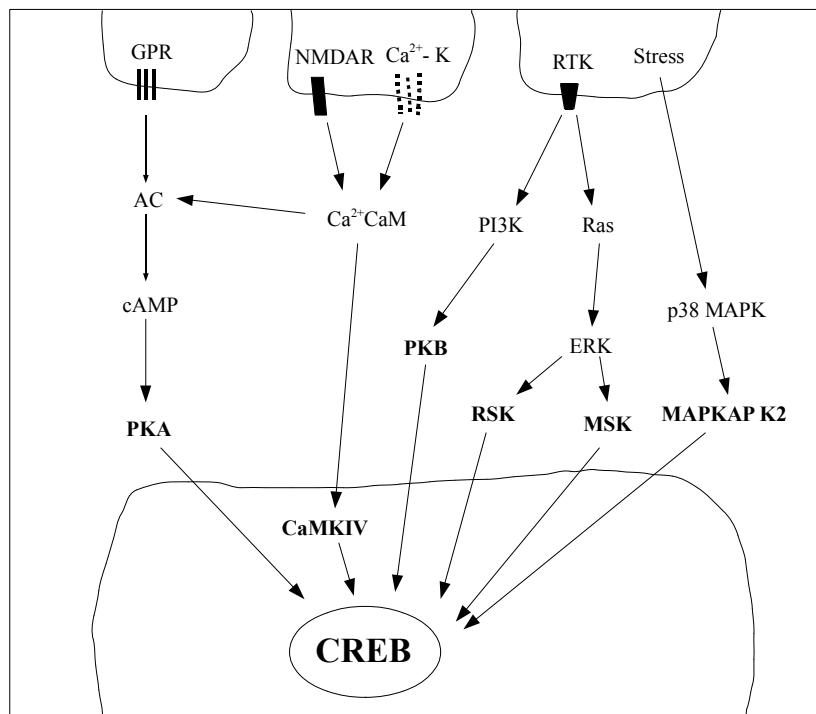 GPR
NMDAR
Ca²⁺- K
RTK
Stress
AC
Ca²⁺CaM
PI3K
Ras
cAMP
p38 MAPK
PKB
ERK
PKA
RSK
MSK
MAPKAP K2
CaMKIV
CREB